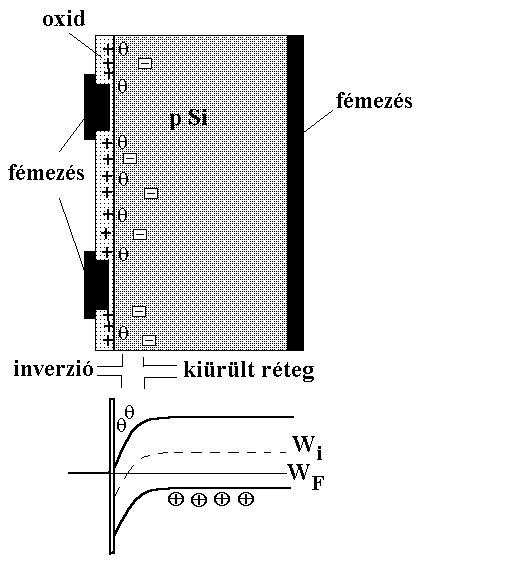 oxid
p Si
fémezés
fémezés
inverzió
kiürült réteg
W i
W F